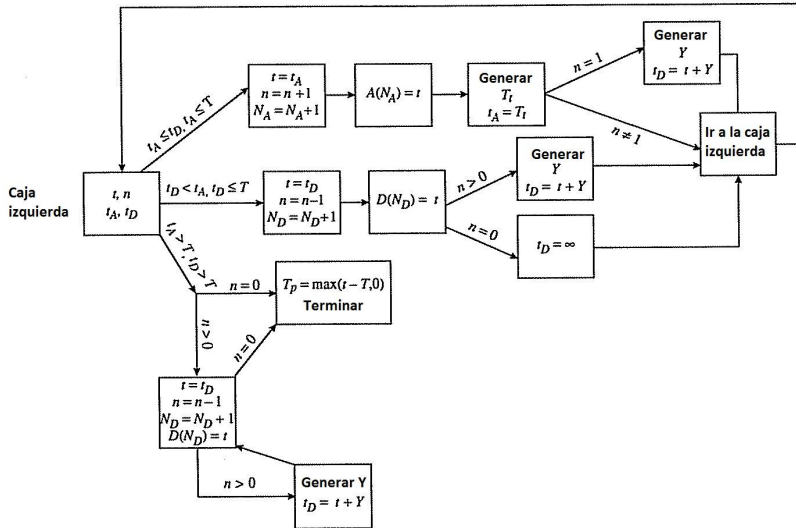 Caja
izquierda
t, n
t_A, t_D
t_A ≤ t_D, t_A ≤ T
t = t_A
n = n+1
N_A = N_A+1
A(N_A) = t
Generar
T_t
t_A = T_t
n = 1
Generar
Y
t_D = t + Y
n ≠ 1
Ir a la caja
izquierda
t_D < t_A, t_D ≤ T
t = t_D
n = n−1
N_D = N_D+1
D(N_D) = t
n > 0
Generar
Y
t_D = t + Y
n = 0
t_D = ∞
t_A > T, t_D > T
n = 0
T_p = max(t − T,0)
Terminar
n > 0
n = 0
t = t_D
n = n−1
N_D = N_D + 1
D(N_D) = t
n > 0
Generar Y
t_D = t + Y